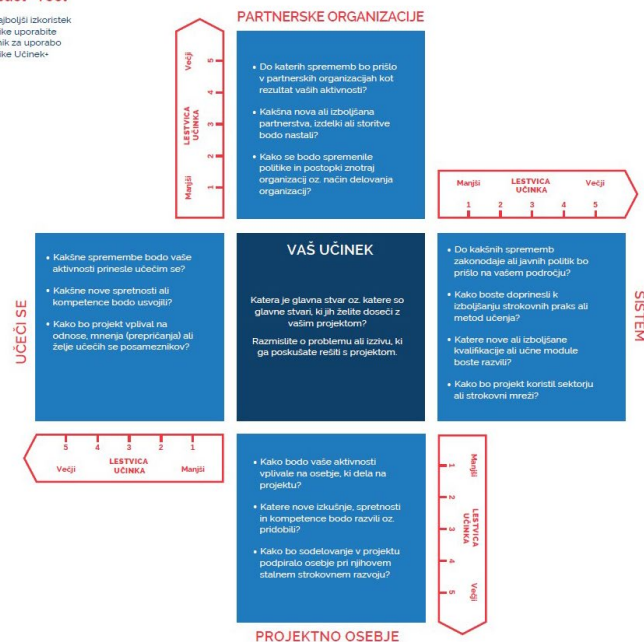 PARTNERSKE ORGANIZACIJE
ajboljši izkoristek
ike uporabite
nik za uporabo
ike Učinek+
Večji
LESTVICA
UČINKA
Manjši
5
4
3
2
1
• Do katerih sprememb bo prišlo
v partnerskih organizacijah kot
rezultat vaših aktivnosti?
• Kakšna nova ali izboljšana
partnerstva, izdelki ali storitve
bodo nastali?
• Kako se bodo spremenile
politike in postopki znotraj
organizacij oz. način delovanja
organizacij?
Manjši LESTVICA Večji
UČINKA
1 2 3 4 5
UČEČI SE
• Kakšne spremembe bodo vaše
aktivnosti prinesle učečim se?
• Kakšne nove spretnosti ali
kompetence bodo usvojili?
• Kako bo projekt vplival na
odnose, mnenja (prepričanja) ali
želje učečih se posameznikov?
VAŠ UČINEK
Katera je glavna stvar oz. katere so
glavne stvari, ki jih želite doseči z
vašim projektom?
Razmislite o problemu ali izzivu, ki
ga poskušate rešiti s projektom.
• Do kakšnih sprememb
zakonodaje ali javnih politik bo
prišlo na vašem področju?
• Kako boste doprinesli k
izboljšanju strokovnih praks ali
metod učenja?
• Katere nove ali izboljšane
kvalifikacije ali učne module
boste razvili?
• Kako bo projekt koristil sektorju
ali strokovni mreži?
SISTEM
5 4 3 2 1
Večji LESTVICA Manjši
UČINKA
• Kako bodo vaše aktivnosti
vplivale na osebje, ki dela na
projektu?
• Katere nove izkušnje, spretnosti
in kompetence bodo razvili oz.
pridobili?
• Kako bo sodelovanje v projektu
podpiralo osebje pri njihovem
stalnem strokovnem razvoju?
1
2
3
4
5
Manjši
LESTVICA
UČINKA
Večji
PROJEKTNO OSEBJE